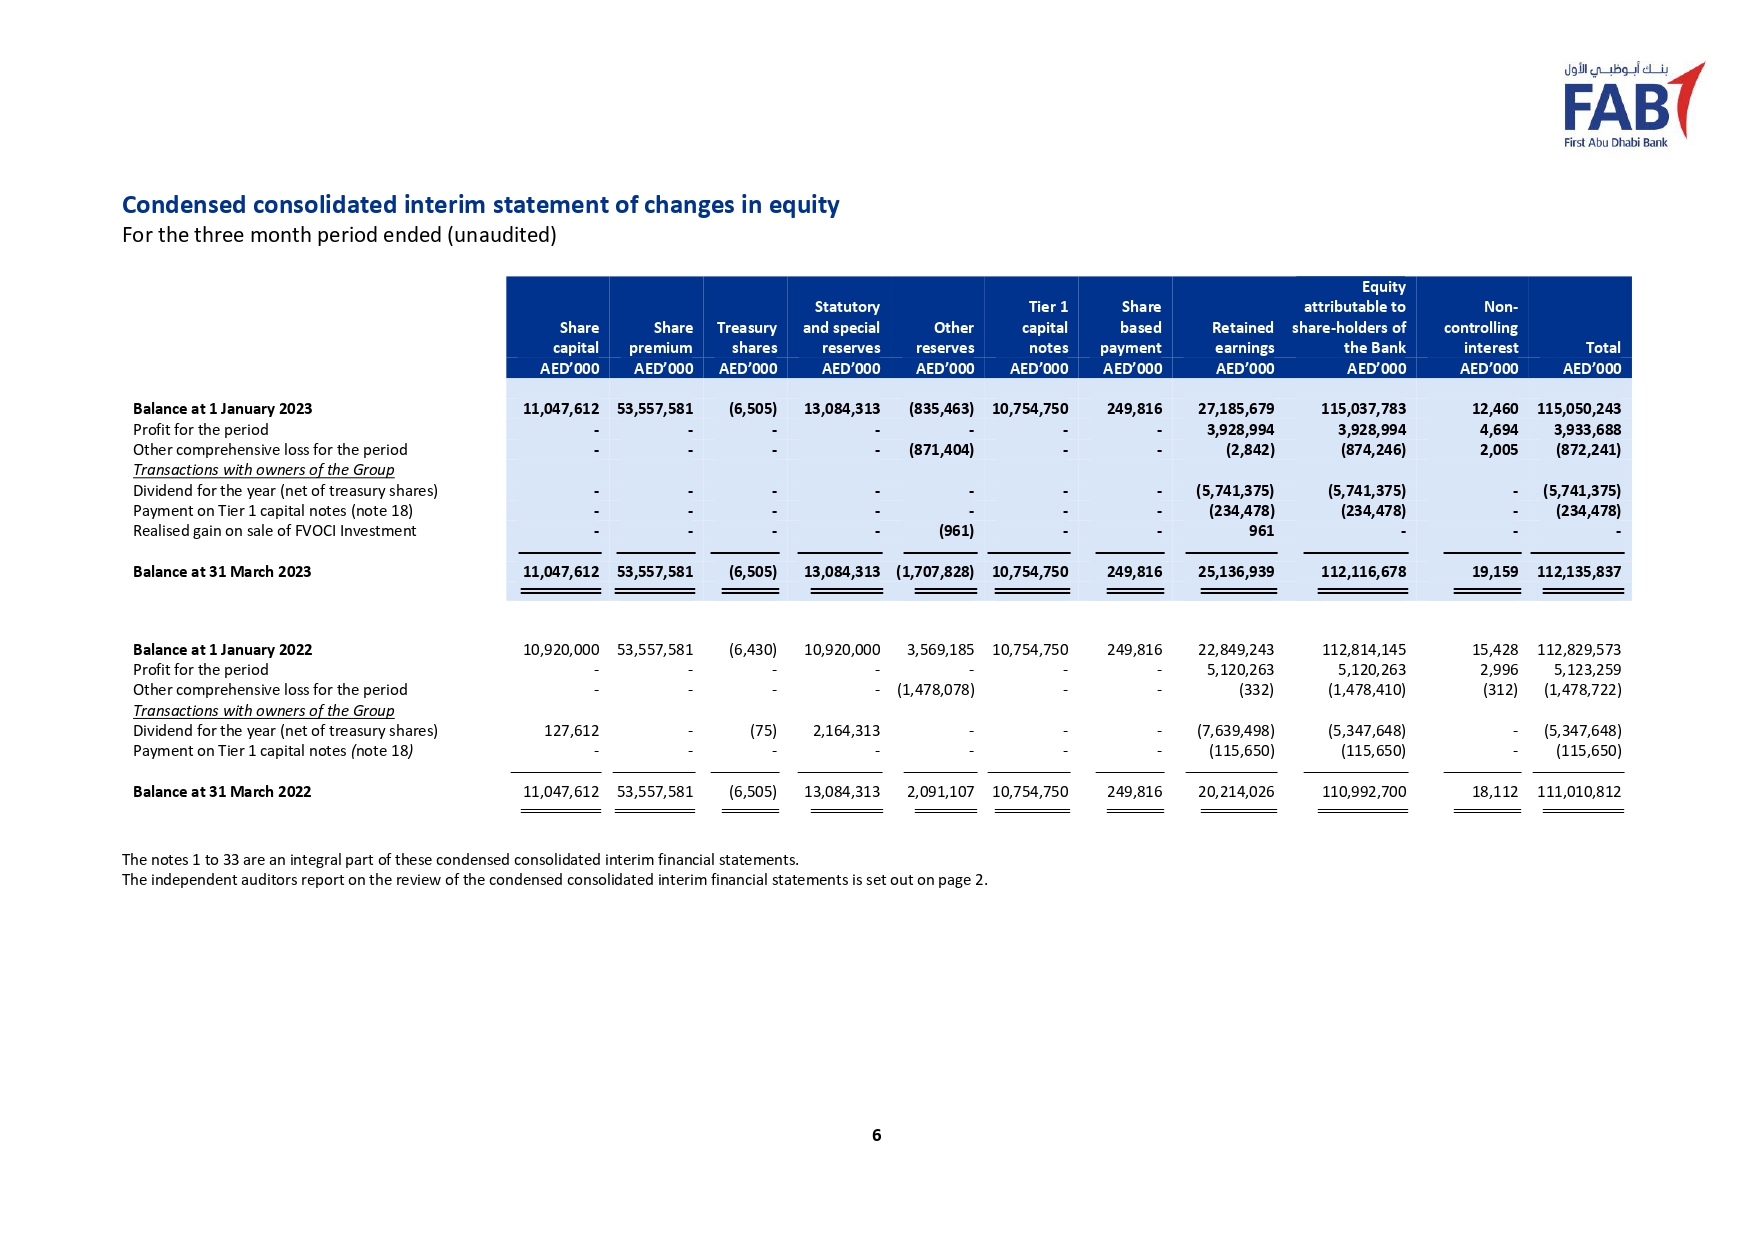 بنك أبوظبي الأول
FAB
First Abu Dhabi Bank
Condensed consolidated interim statement of changes in equity
For the three month period ended (unaudited)
Equity
Statutory Tier 1 Share attributable to Non-
Share Share Treasury and special Other capital based Retained share-holders of controlling
capital premium shares reserves reserves notes payment earnings the Bank interest Total
AED’000 AED’000 AED’000 AED’000 AED’000 AED’000 AED’000 AED’000 AED’000 AED’000 AED’000
Balance at 1 January 2023 11,047,612 53,557,581 (6,505) 13,084,313 (835,463) 10,754,750 249,816 27,185,679 115,037,783 12,460 115,050,243
Profit for the period - - - - - - - 3,928,994 3,928,994 4,694 3,933,688
Other comprehensive loss for the period - - - - (871,404) - - (2,842) (874,246) 2,005 (872,241)
Transactions with owners of the Group
Dividend for the year (net of treasury shares) - - - - - - - (5,741,375) (5,741,375) - (5,741,375)
Payment on Tier 1 capital notes (note 18) - - - - - - - (234,478) (234,478) - (234,478)
Realised gain on sale of FVOCI Investment - - - - (961) - - 961 - - -
Balance at 31 March 2023 11,047,612 53,557,581 (6,505) 13,084,313 (1,707,828) 10,754,750 249,816 25,136,939 112,116,678 19,159 112,135,837
Balance at 1 January 2022 10,920,000 53,557,581 (6,430) 10,920,000 3,569,185 10,754,750 249,816 22,849,243 112,814,145 15,428 112,829,573
Profit for the period - - - - - - - 5,120,263 5,120,263 2,996 5,123,259
Other comprehensive loss for the period - - - - (1,478,078) - - (332) (1,478,410) (312) (1,478,722)
Transactions with owners of the Group
Dividend for the year (net of treasury shares) 127,612 - (75) 2,164,313 - - - (7,639,498) (5,347,648) - (5,347,648)
Payment on Tier 1 capital notes (note 18) - - - - - - - (115,650) (115,650) - (115,650)
Balance at 31 March 2022 11,047,612 53,557,581 (6,505) 13,084,313 2,091,107 10,754,750 249,816 20,214,026 110,992,700 18,112 111,010,812
The notes 1 to 33 are an integral part of these condensed consolidated interim financial statements.
The independent auditors report on the review of the condensed consolidated interim financial statements is set out on page 2.
6